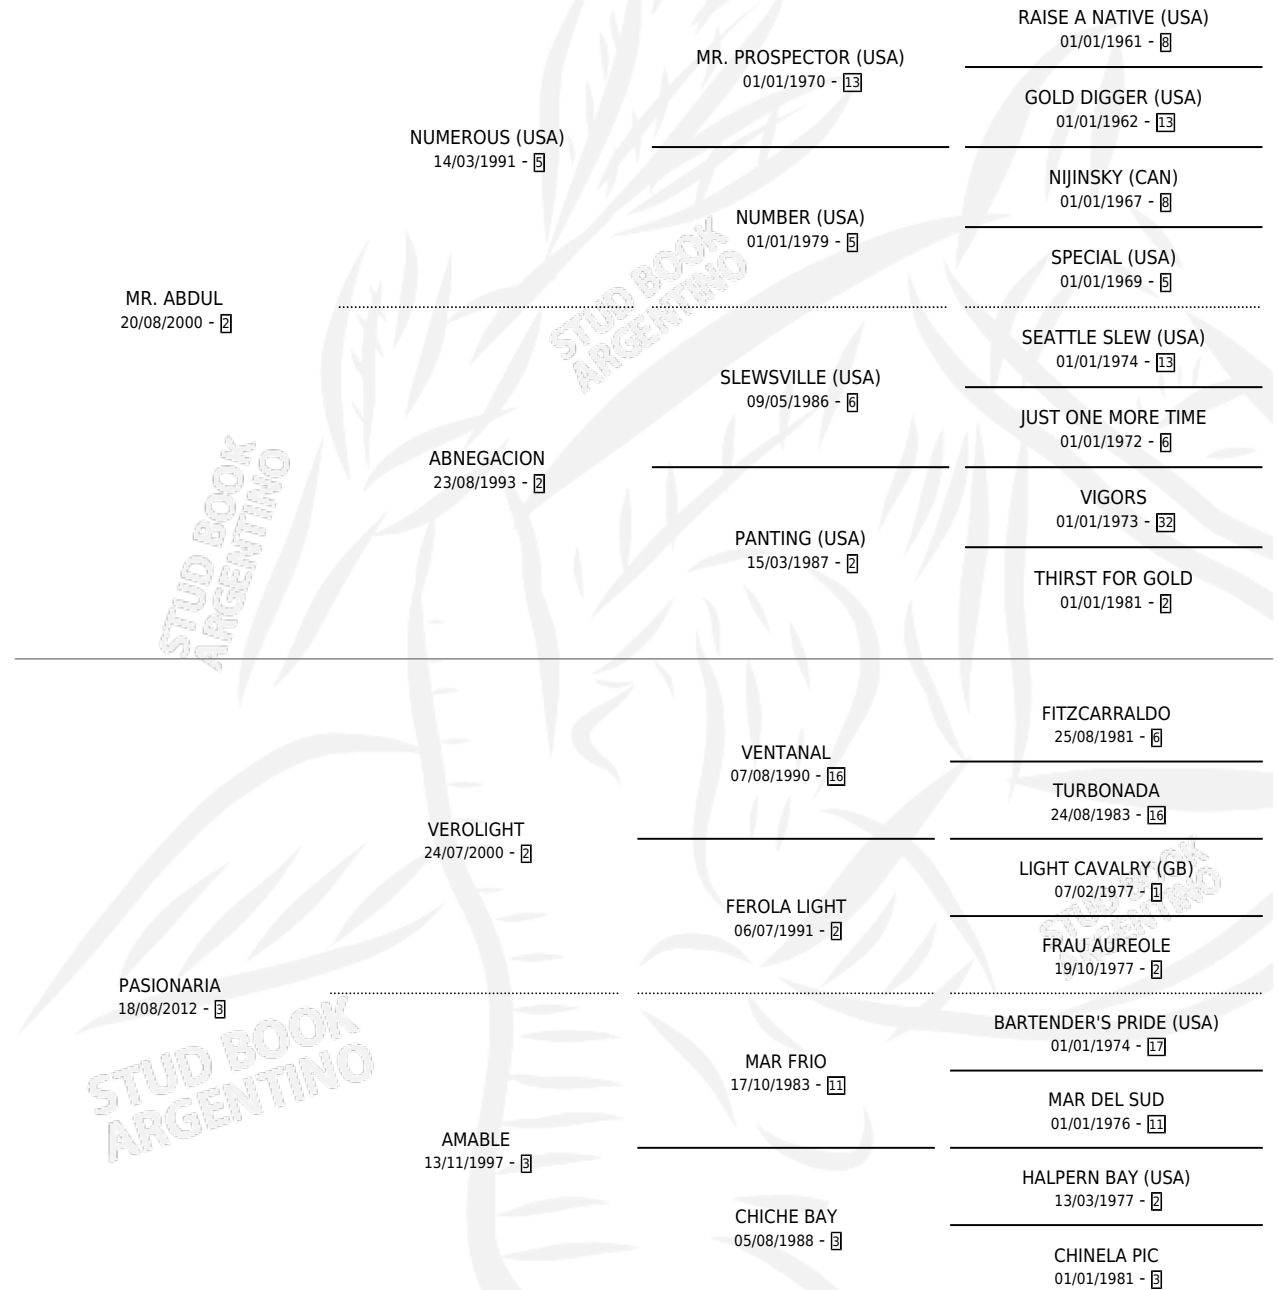 RAISE A NATIVE (USA)
01/01/1961 - 8
MR. PROSPECTOR (USA)
01/01/1970 - 13
GOLD DIGGER (USA)
01/01/1962 - 13
NUMEROUS (USA)
14/03/1991 - 5
NIJINSKY (CAN)
01/01/1967 - 8
NUMBER (USA)
01/01/1979 - 5
SPECIAL (USA)
01/01/1969 - 5
MR. ABDUL
20/08/2000 - 2
STUD BOOK
ARGENTINO
SEATTLE SLEW (USA)
01/01/1974 - 13
SLEWSVILLE (USA)
09/05/1986 - 6
JUST ONE MORE TIME
01/01/1972 - 6
ABNEGACION
23/08/1993 - 2
VIGORS
01/01/1973 - 32
PANTING (USA)
15/03/1987 - 2
THIRST FOR GOLD
01/01/1981 - 2
STUD BOOK
ARGENTINO
FITZCARRALDO
25/08/1981 - 6
VENTANAL
07/08/1990 - 16
TURBONADA
24/08/1983 - 16
VEROLIGHT
24/07/2000 - 2
LIGHT CAVALRY (GB)
07/02/1977 - 1
FEROLA LIGHT
06/07/1991 - 2
STUD BOOK
ARGENTINO
FRAU AUREOLE
19/10/1977 - 2
PASIONARIA
18/08/2012 - 3
BARTENDER'S PRIDE (USA)
01/01/1974 - 17
MAR FRIO
17/10/1983 - 11
STUD BOOK
ARGENTINO
MAR DEL SUD
01/01/1976 - 11
AMABLE
13/11/1997 - 3
HALPERN BAY (USA)
13/03/1977 - 2
CHICHE BAY
05/08/1988 - 3
CHINELA PIC
01/01/1981 - 3